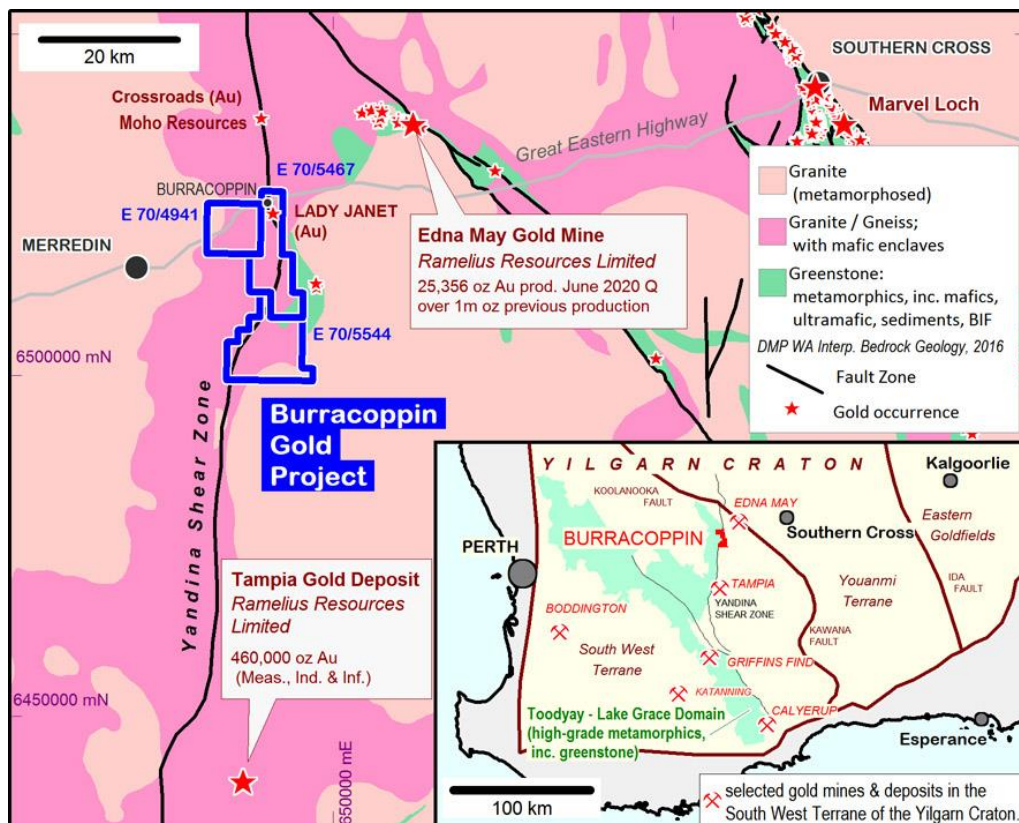 20 km
SOUTHERN CROSS
Marvel Loch
Crossroads (Au)
Moho Resources
Great Eastern Highway
BURRACOPPIN
E 70/5467
E 70/4941
LADY JANET
(Au)
MERREDIN
Edna May Gold Mine
Ramelius Resources Limited
25,356 oz Au prod. June 2020 Q
over 1m oz previous production
E 70/5544
6500000 mN
Burracoppin
Gold
Project
Yandina Shear Zone
Tampia Gold Deposit
Ramelius Resources
Limited
460,000 oz Au
(Meas., Ind. & Inf.)
6450000 mN
650000 mE
Granite
(metamorphosed)
Granite / Gneiss;
with mafic enclaves
Greenstone:
metamorphics, inc. mafics,
ultramafic, sediments, BIF
DMP WA Interp. Bedrock Geology, 2016
Fault Zone
Gold occurrence
YILGARN CRATON
Kalgoorlie
KOOLANOOKA
FAULT
EDNA MAY
Southern Cross
Eastern
Goldfields
BURRACOPPIN
PERTH
TAMPIA
YANDINA
SHEAR ZONE
Youanmi
Terrane
IDA
FAULT
BODDINGTON
South West
Terrane
KAWANA
FAULT
GRIFFINS FIND
KATANNING
CALYERUP
Toodyay - Lake Grace Domain
(high-grade metamorphics,
inc. greenstone)
Esperance
100 km
selected gold mines & deposits in the
South West Terrane of the Yilgarn Craton.